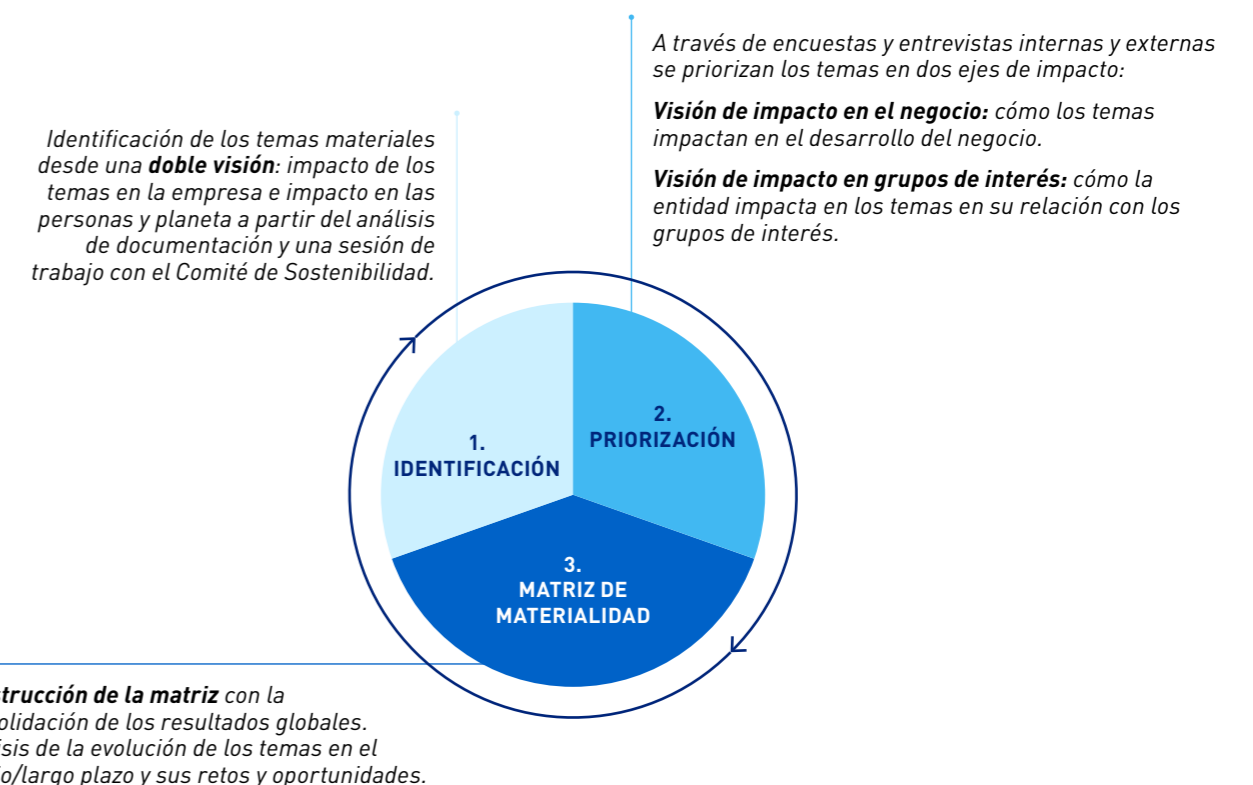 Identificación de los temas materiales
desde una doble visión: impacto de los
temas en la empresa e impacto en las
personas y planeta a partir del análisis
de documentación y una sesión de
trabajo con el Comité de Sostenibilidad.
A través de encuestas y entrevistas internas y externas
se priorizan los temas en dos ejes de impacto:
Visión de impacto en el negocio: cómo los temas
impactan en el desarrollo del negocio.
Visión de impacto en grupos de interés: cómo la
entidad impacta en los temas en su relación con los
grupos de interés.
1.
IDENTIFICACIÓN
2.
PRIORIZACIÓN
3.
MATRIZ DE
MATERIALIDAD
de la matriz con la
de los resultados globales.
de la evolución de los temas en el
plazo y sus retos y oportunidades.